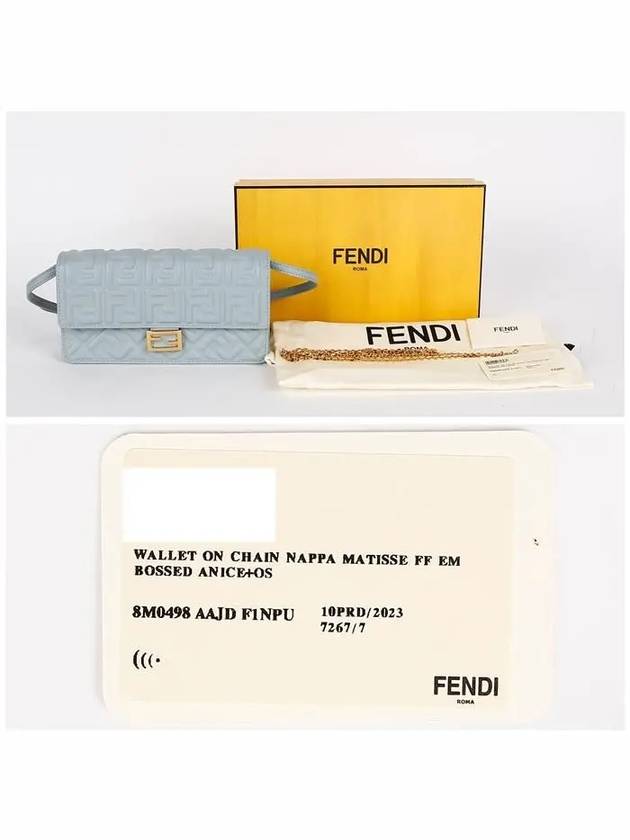 FENDI
ROMA
FENDI
ROMA
FENDI
WALLET ON CHAIN NAPPA MATISSE FF EM
BOSSED ANICE+OS
8M0498 AAJD F1NPU 10PRD/2023
7267/7
FENDI
ROMA